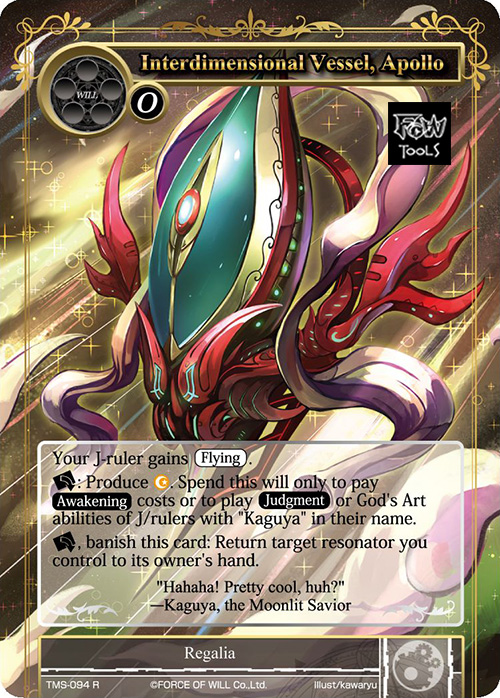 Interdimensional Vessel, Apollo
WILL
0
FOW
TOOLS
Your J-ruler gains Flying.
: Produce . Spend this will only to pay
Awakening costs or to play Judgment or God's Art
abilities of J/rulers with "Kaguya" in their name.
, banish this card: Return target resonator you
control to its owner's hand.
"Hahaha! Pretty cool, huh?"
—Kaguya, the Moonlit Savior
Regalia
TMS-094 R ©FORCE OF WILL Co.,Ltd. Illust/kawaryu